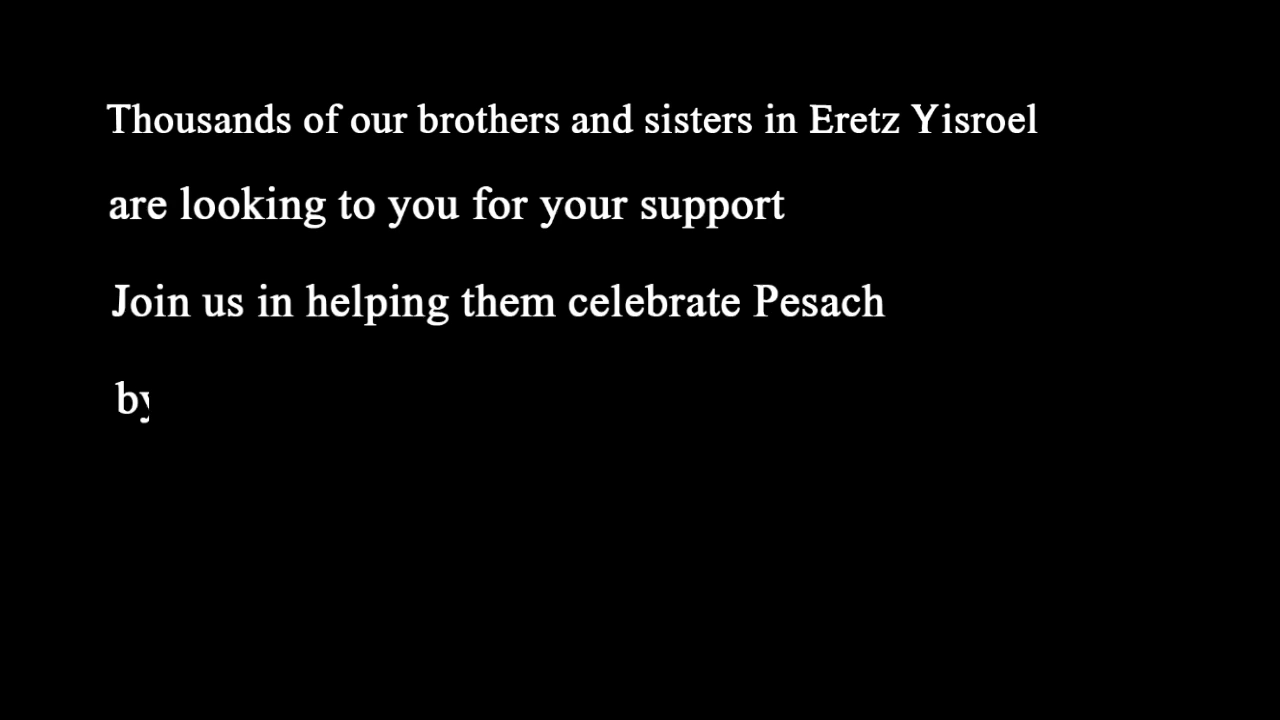 Thousands of our brothers and sisters in Eretz Yisroel
are looking to you for your support
Join us in helping them celebrate Pesach
by